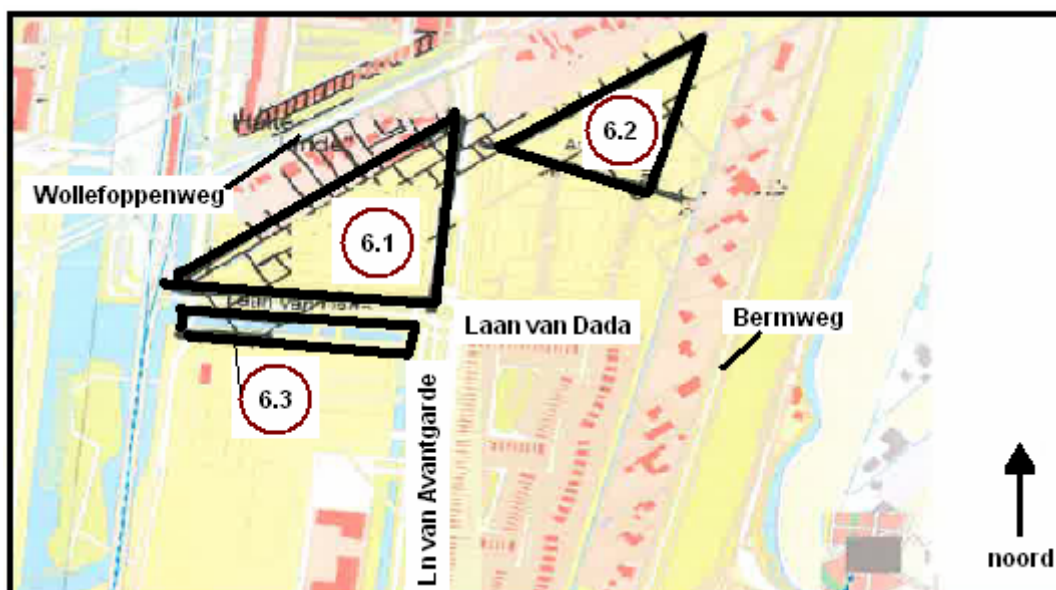 6.2
Wollefoppenweg
6.1
Laan van Dada
Bermweg
6.3
Ln van Avantgarde
noord